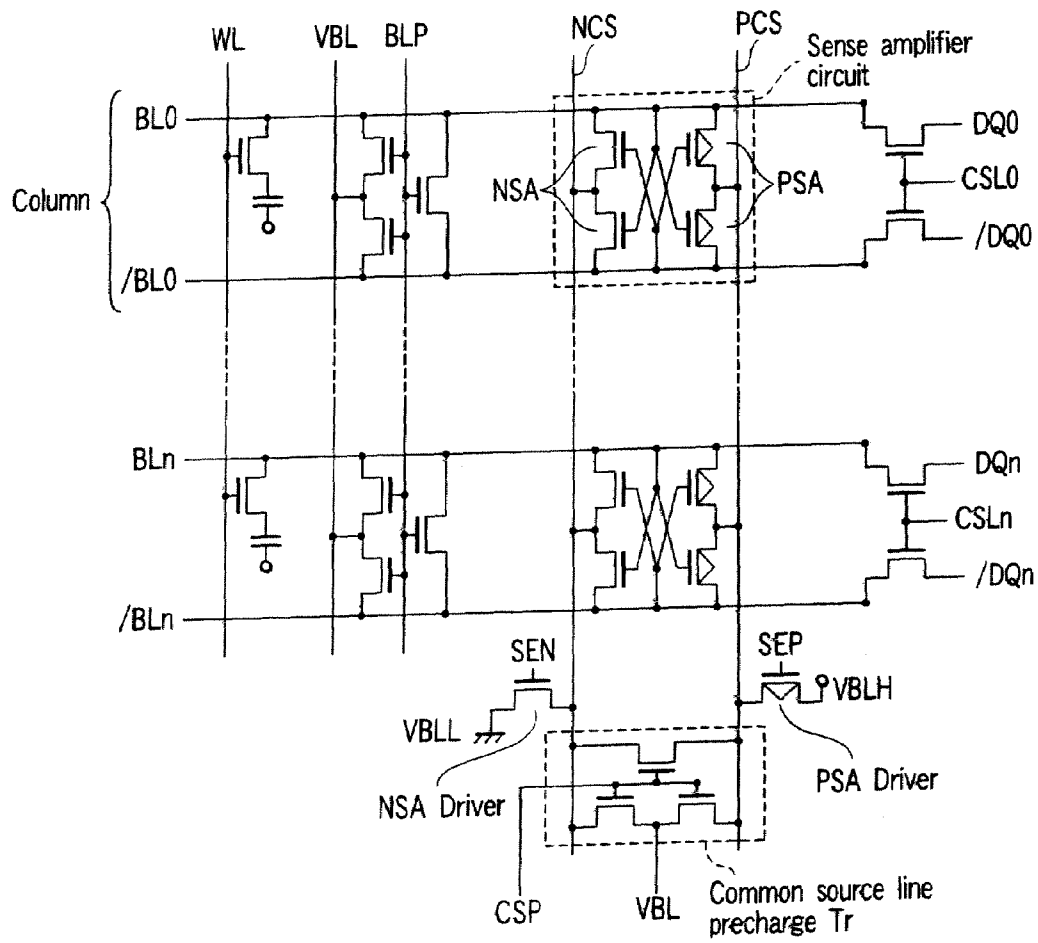 WL
VBL
BLP
NCS
PCS
Sense amplifier
circuit
BL0
DQ0
Column
NSA
PSA
CSL0
/BL0
/DQ0
BLn
DQn
CSLn
/BLn
/DQn
SEN
SEP
VBLH
VBLL
NSA Driver
PSA Driver
CSP
VBL
Common source line
precharge Tr